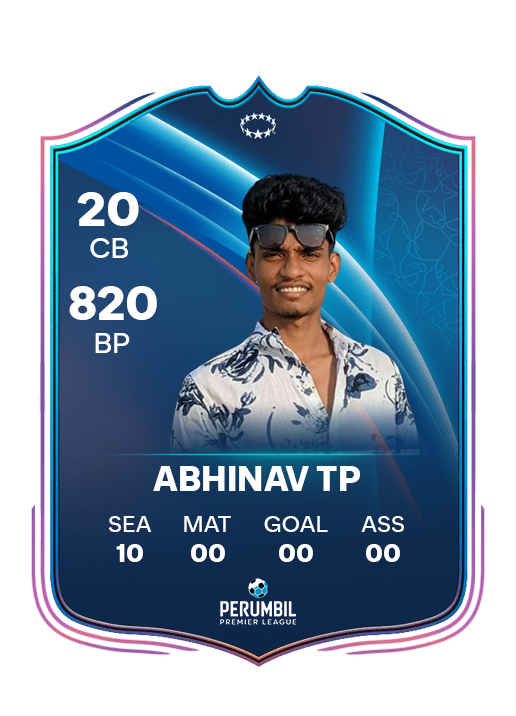 20
CB
820
BP
ABHINAV TP
SEA MAT GOAL ASS
10 00 00 00
PERUMBIL
PREMIER LEAGUE